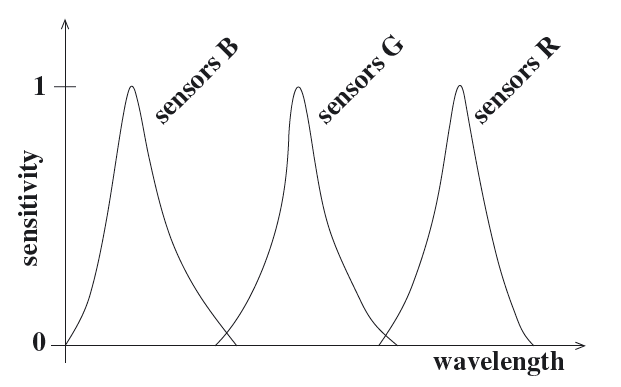 sensors B
sensors G
sensors R
1
sensitivity
0
wavelength